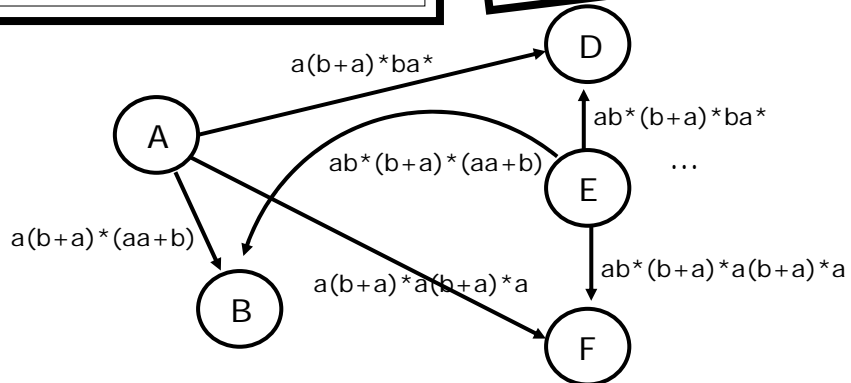 D
a(b+a)*ba*
A
ab*(b+a)*ba*
ab*(b+a)*(aa+b)
...
E
a(b+a)*(aa+b)
ab*(b+a)*a(b+a)*a
a(b+a)*a(b+a)*a
B
F